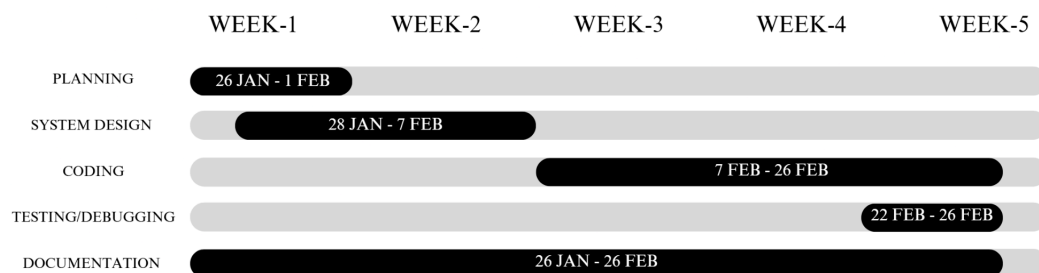 WEEK-1 WEEK-2 WEEK-3 WEEK-4 WEEK-5
PLANNING 26 JAN - 1 FEB
SYSTEM DESIGN 28 JAN - 7 FEB
CODING 7 FEB - 26 FEB
TESTING/DEBUGGING 22 FEB - 26 FEB
DOCUMENTATION 26 JAN - 26 FEB